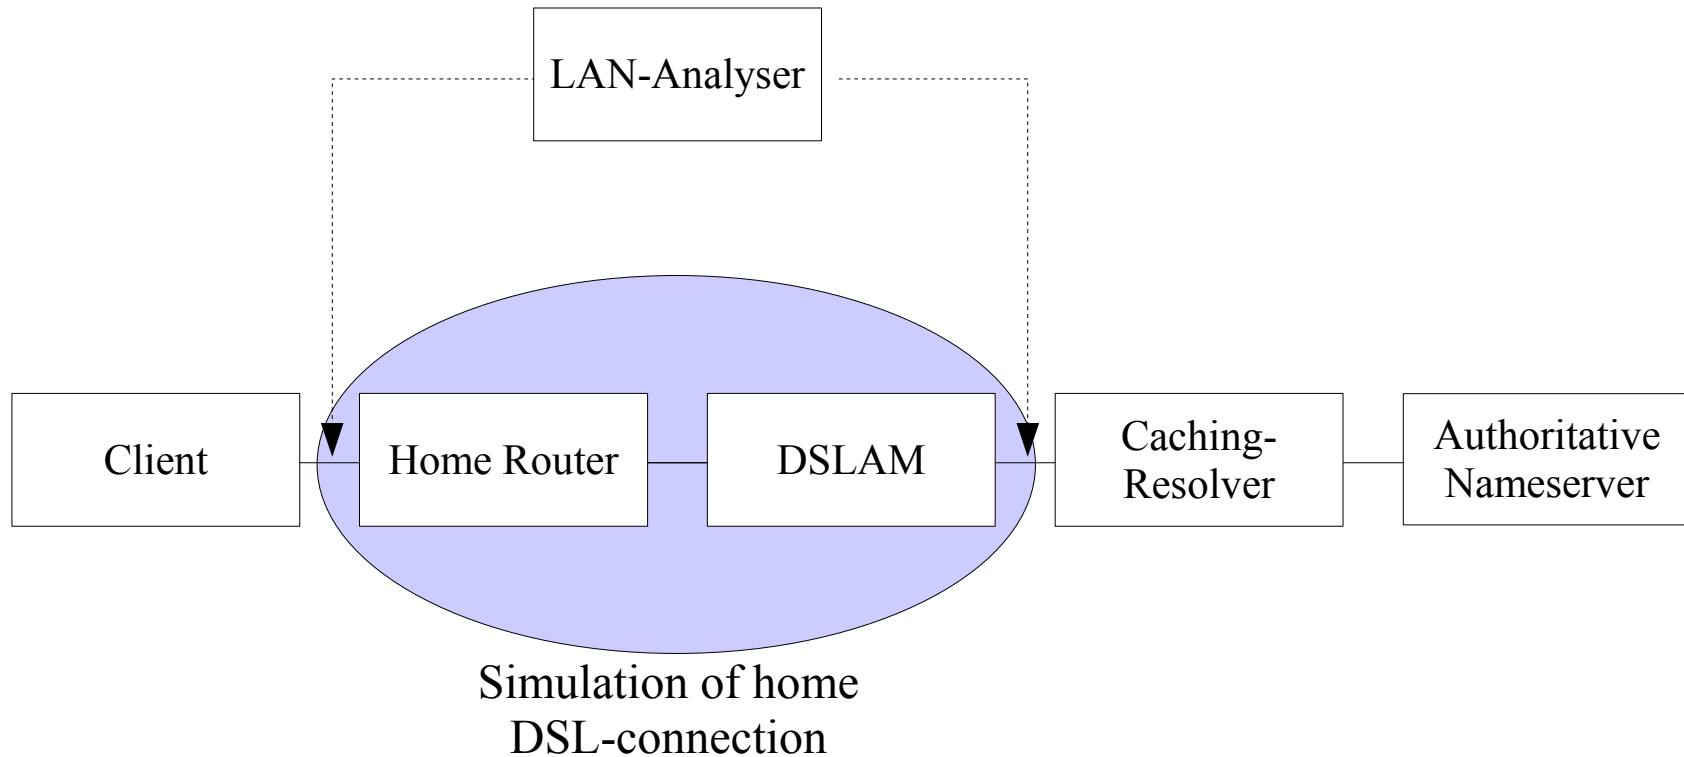 LAN-Analyser
Client
Home Router
DSLAM
Caching-
Resolver
Authoritative
Nameserver
Simulation of home
DSL-connection